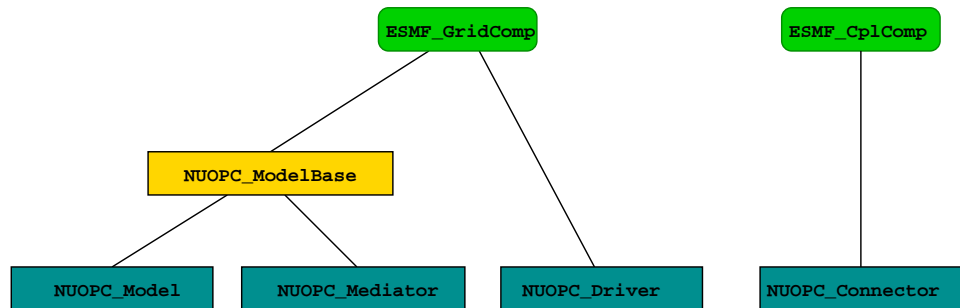 ESMF_GridComp
ESMF_CplComp
NUOPC_ModelBase
NUOPC_Model
NUOPC_Mediator
NUOPC_Driver
NUOPC_Connector